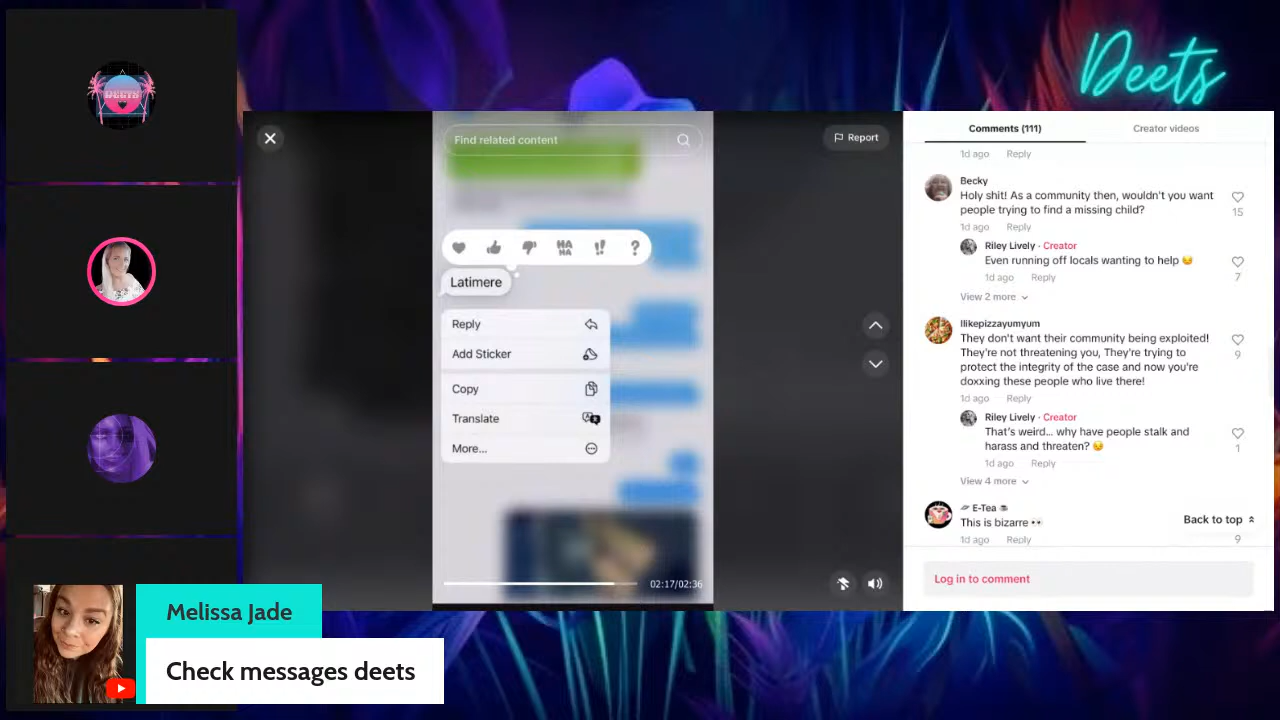 Deets
DEETS
Find related content
Report
Latimere
Reply
Add Sticker
Copy
Translate
More...
02:17/02:36
Comments (111)
Creator videos
1d ago Reply
Becky
Holy shit! As a community then, wouldn't you want
people trying to find a missing child?
15
1d ago Reply
Riley Lively · Creator
Even running off locals wanting to help
7
1d ago Reply
View 2 more
Ilikepizzayumyum
They don't want their community being exploited!
They're not threatening you, They're trying to
protect the integrity of the case and now you're
doxxing these people who live there!
9
1d ago Reply
Riley Lively · Creator
That's weird... why have people stalk and
harass and threaten?
1
1d ago Reply
View 4 more
E-Tea
This is bizarre
1d ago Reply
9
Back to top
Log in to comment
Melissa Jade
Check messages deets
HA
HA
!!
?